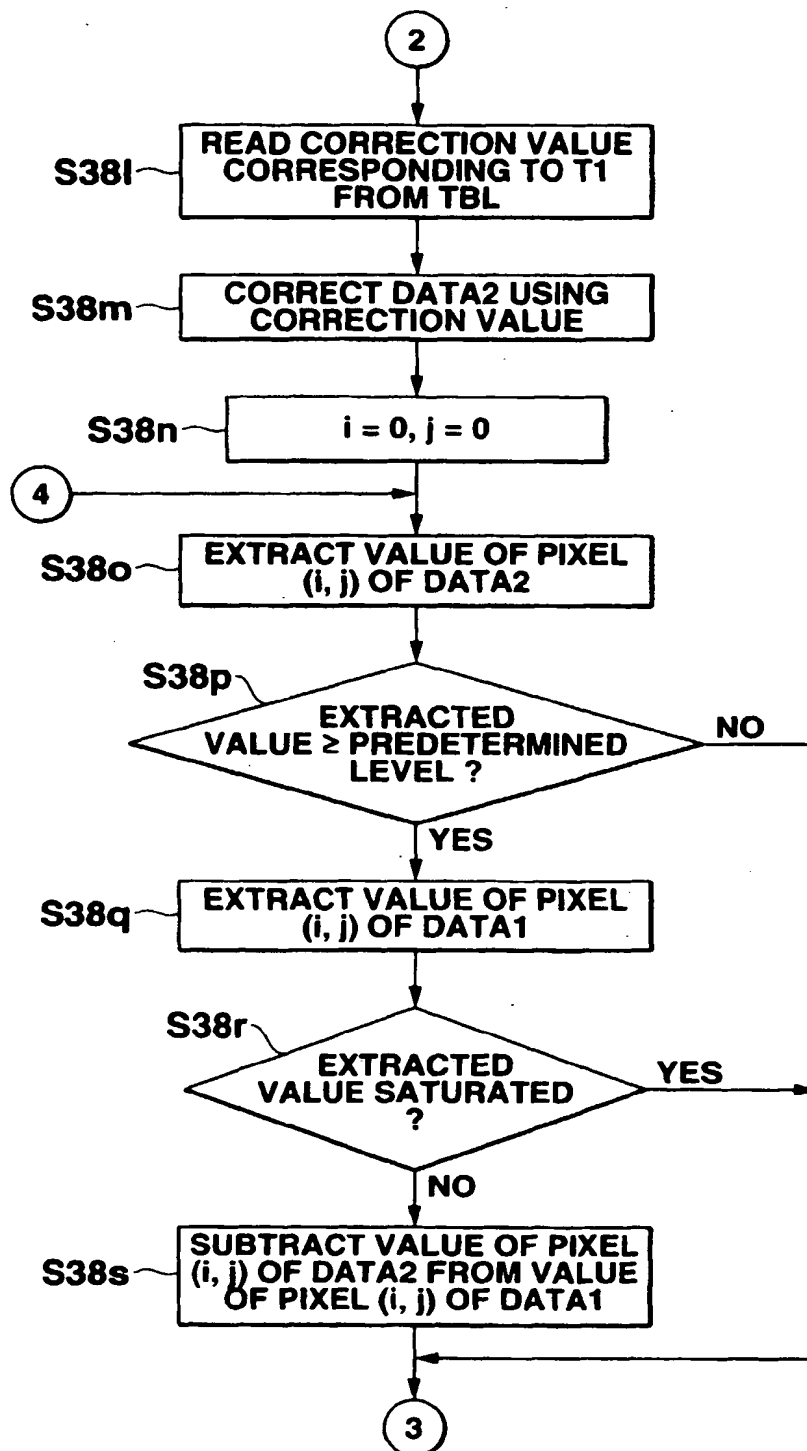 2
S38l
READ CORRECTION VALUE
CORRESPONDING TO T1
FROM TBL
S38m
CORRECT DATA2 USING
CORRECTION VALUE
S38n
i = 0, j = 0
4
S38o
EXTRACT VALUE OF PIXEL
(i, j) OF DATA2
S38p
EXTRACTED
VALUE ≥ PREDETERMINED
LEVEL ?
NO
YES
S38q
EXTRACT VALUE OF PIXEL
(i, j) OF DATA1
S38r
EXTRACTED
VALUE SATURATED
?
YES
NO
S38s
SUBTRACT VALUE OF PIXEL
(i, j) OF DATA2 FROM VALUE
OF PIXEL (i, j) OF DATA1
3